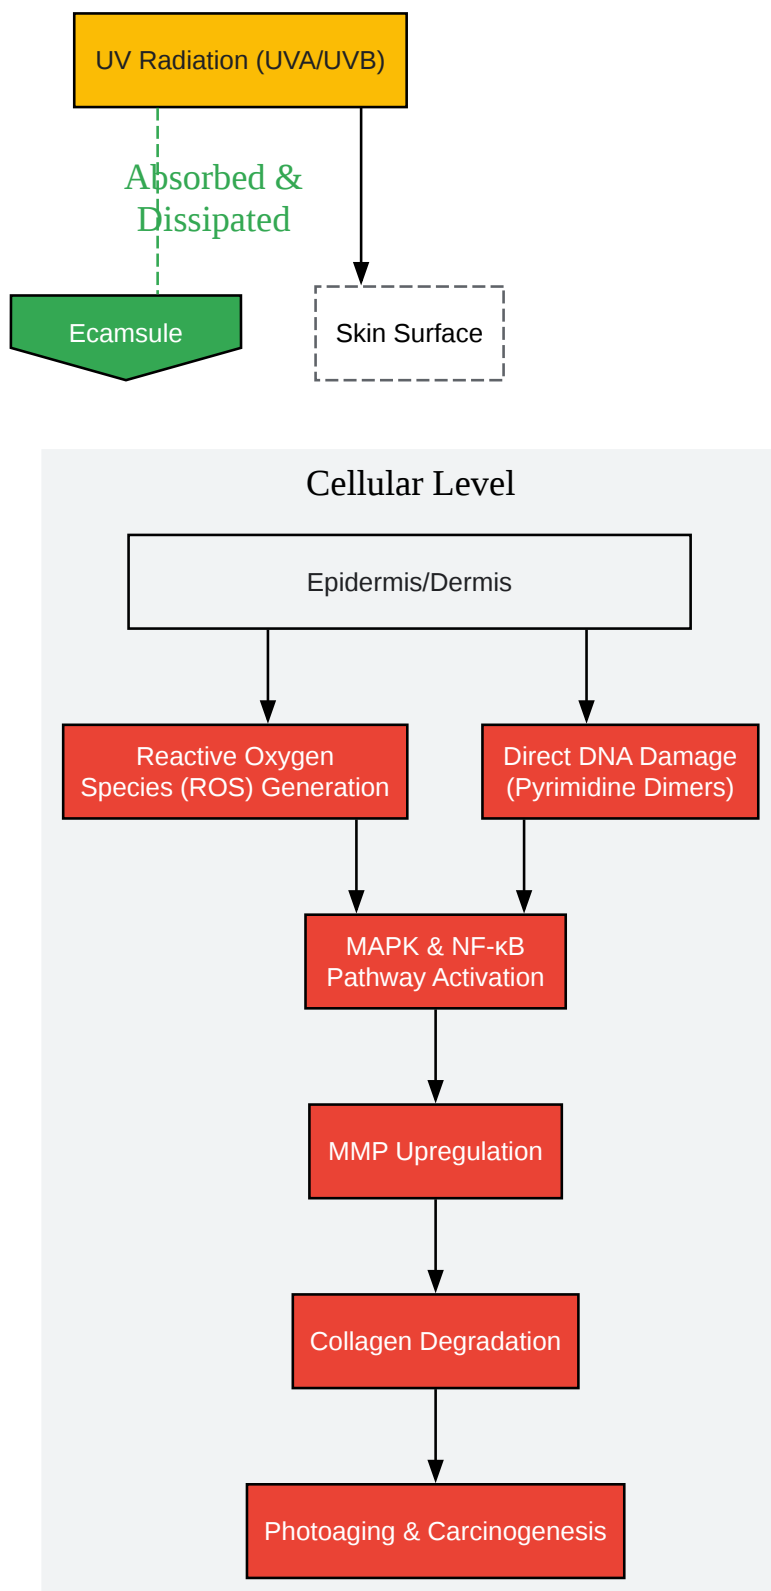 UV Radiation (UVA/UVB)
Absorbed &
Dissipated
Ecamsule
Skin Surface
Cellular Level
Epidermis/Dermis
Reactive Oxygen
Species (ROS) Generation
Direct DNA Damage
(Pyrimidine Dimers)
MAPK & NF-κB
Pathway Activation
MMP Upregulation
Collagen Degradation
Photoaging & Carcinogenesis